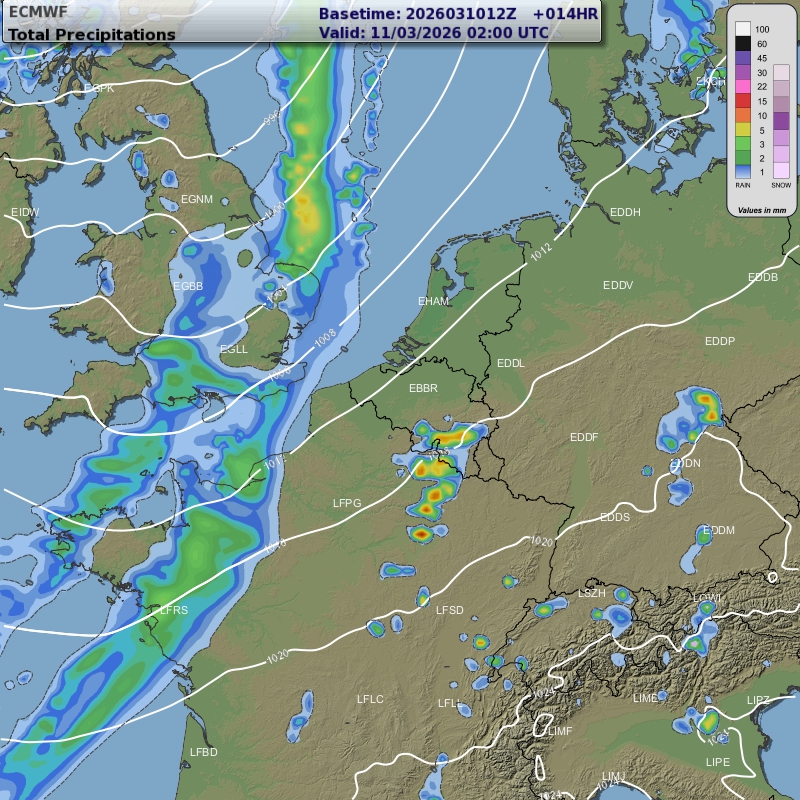 ECMWF
Basetime: 2026031012Z +014HR
Total Precipitations
Valid: 11/03/2026 02:00 UTC
100
60
45
30
22
15
10
5
3
2
1
RAIN
SNOW
Values in mm
EGPK
996
EGNM
EIDW
EDDH
1012
EGBB
EHAM
EDDV
EDDB
1008
EGLL
EDDP
EDDL
EBBR
EDDF
EDDN
LFPG
EDDS
EDDM
1020
LSZH
LOWI
LFRS
LFSD
1020
LFLC
LFLL
1024
LIME
LIPZ
LIMF
LFBD
LIPE
LIMJ